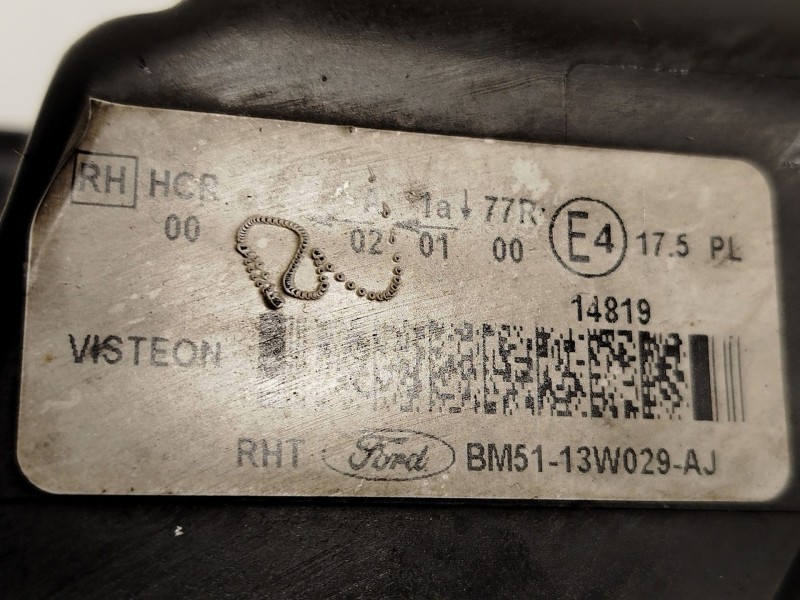 RH HCR A 1a↓ 77R E4 17.5 PL
00 02 01 00
14819
VISTEON
RHT Ford BM51-13W029-AJ